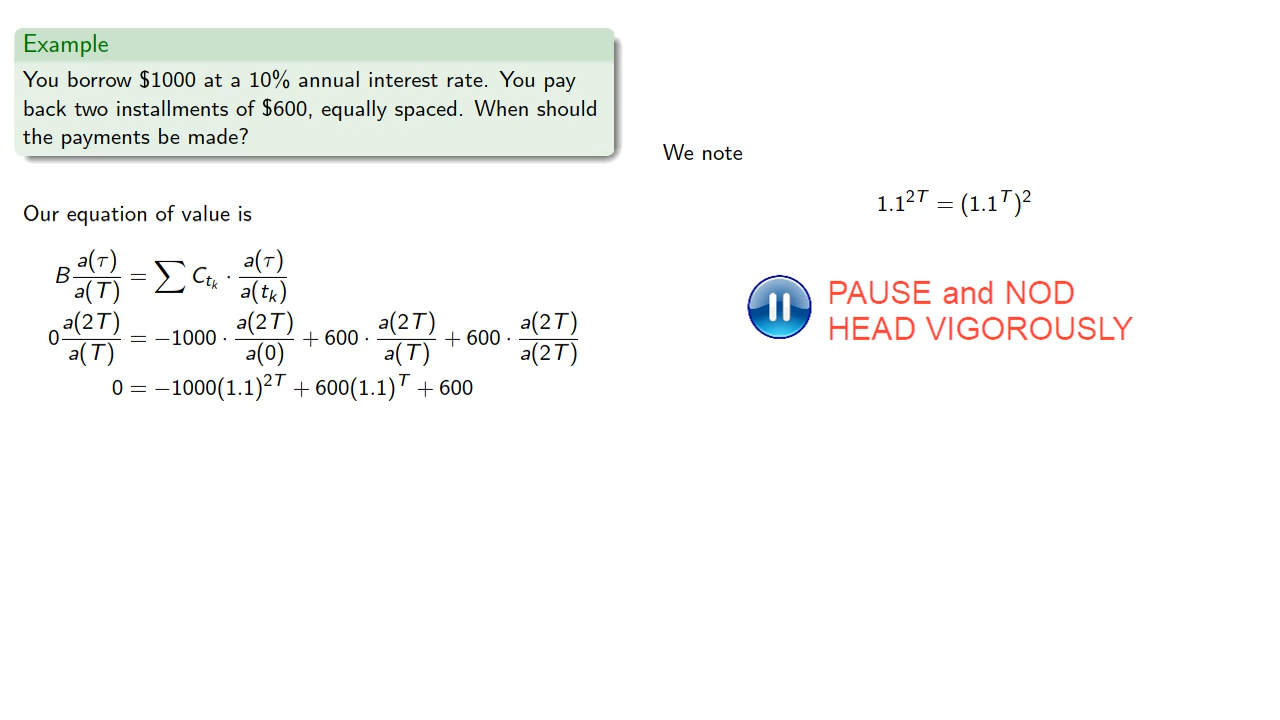 Example
You borrow $1000 at a 10% annual interest rate. You pay
back two installments of $600, equally spaced. When should
the payments be made?
Our equation of value is
B a(τ)/a(T) = ∑ C_{t_k} · a(τ)/a(t_k)
0 a(2T)/a(T) = −1000 · a(2T)/a(0) + 600 · a(2T)/a(T) + 600 · a(2T)/a(2T)
0 = −1000(1.1)^{2T} + 600(1.1)^T + 600
We note
1.1^{2T} = (1.1^T)^2
PAUSE and NOD
HEAD VIGOROUSLY